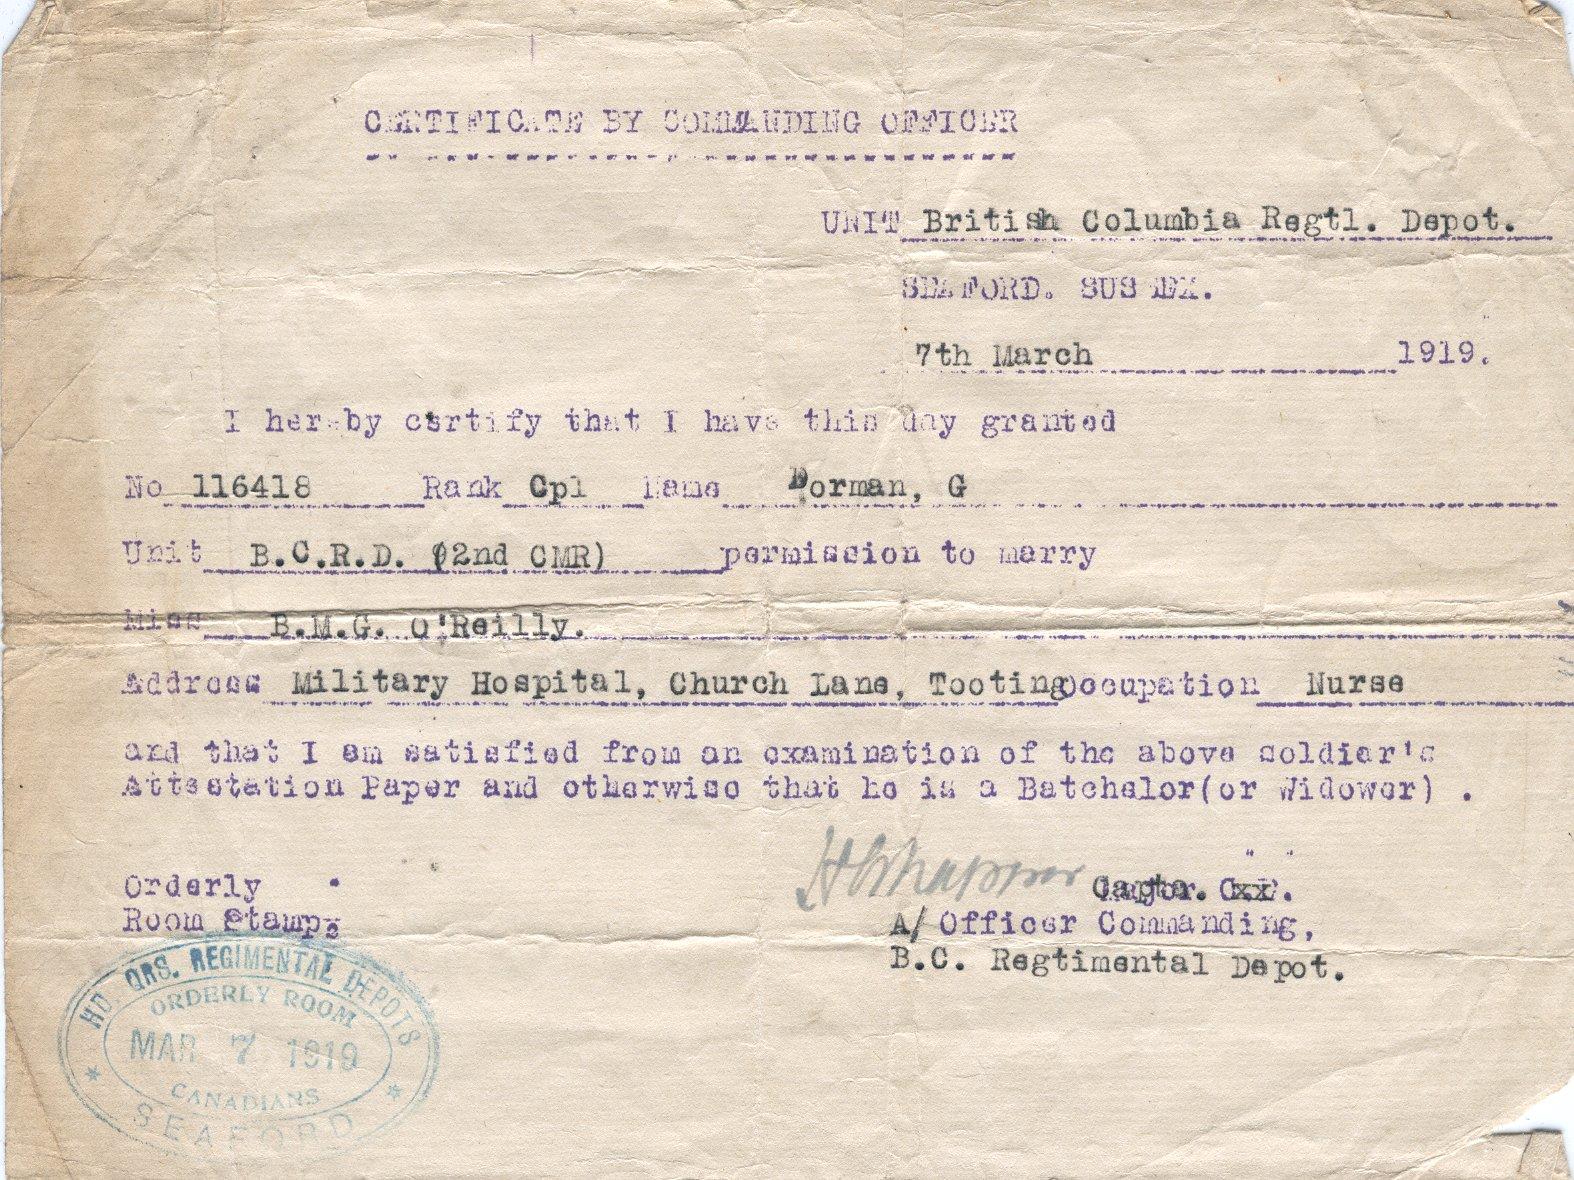 CERTIFICATE BY COMMANDING OFFICER
UNIT British Columbia Regtl. Depot.
SEAFORD. SUSSEX.
7th March 1919.
I hereby certify that I have this day granted
No 116418 Rank Cpl Name Dorman, G
Unit B.C.R.D. (2nd CMR) permission to marry
Miss B.M.G. O'Reilly.
Address Military Hospital, Church Lane, Tooting occupation Nurse
and that I am satisfied from an examination of the above soldier's
Attestation Paper and otherwise that he is a Batchelor(or Widower) .
Orderly
Room Stamp:
Capta.
A/ Officer Commanding,
B.C. Regtimental Depot.
HD. QRS. REGIMENTAL DEPOTS
ORDERLY ROOM
MAR 7 1919
CANADIANS
SEAFORD